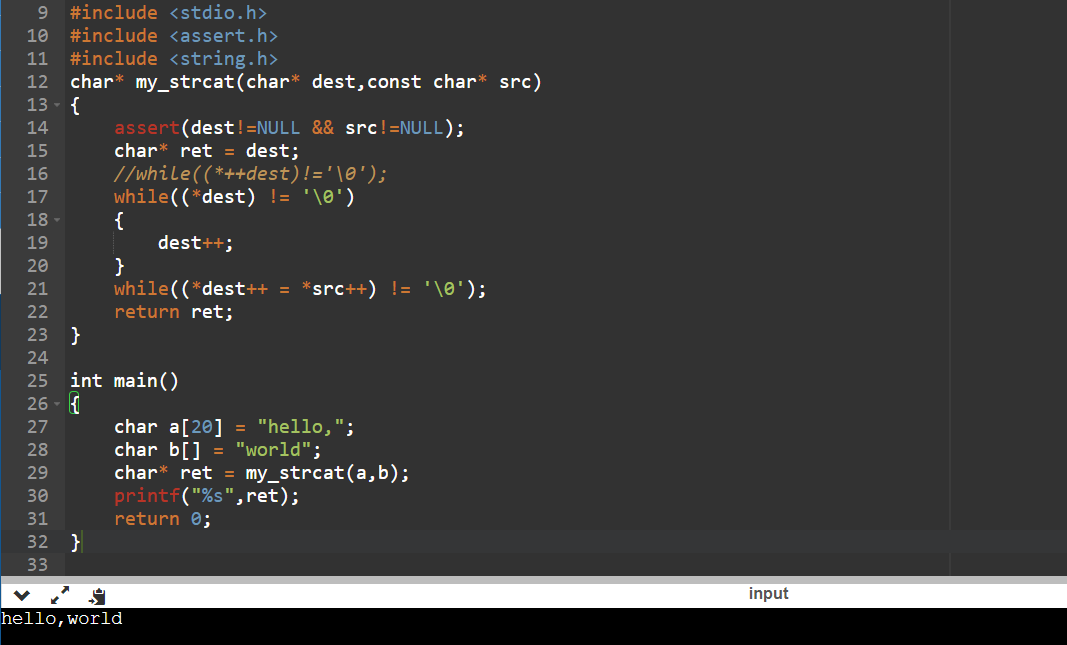 9 #include <stdio.h>
10 #include <assert.h>
11 #include <string.h>
12 char* my_strcat(char* dest,const char* src)
13 {
14     assert(dest!=NULL && src!=NULL);
15     char* ret = dest;
16     //while((*++dest)!='\0');
17     while((*dest) != '\0')
18     {
19         dest++;
20     }
21     while((*dest++ = *src++) != '\0');
22     return ret;
23 }
24
25 int main()
26 {
27     char a[20] = "hello,";
28     char b[] = "world";
29     char* ret = my_strcat(a,b);
30     printf("%s",ret);
31     return 0;
32 }
33
input
hello,world